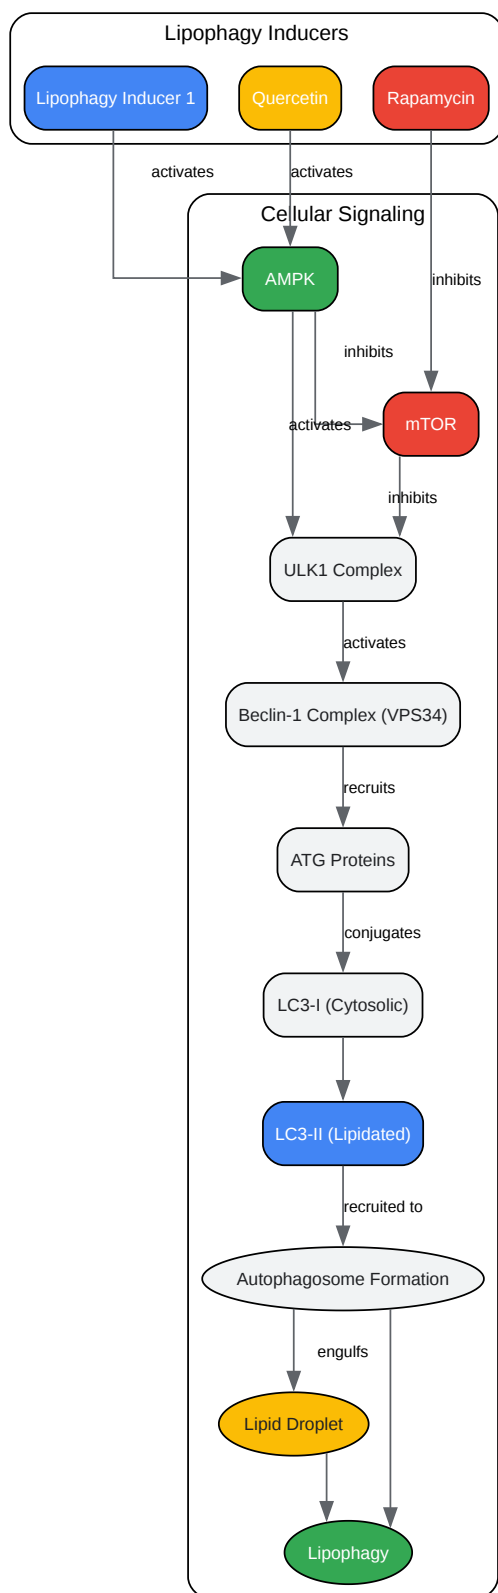 Lipophagy Inducers
Lipophagy Inducer 1
Quercetin
Rapamycin
activates
activates
Cellular Signaling
AMPK
inhibits
inhibits
activates
mTOR
inhibits
ULK1 Complex
activates
Beclin-1 Complex (VPS34)
recruits
ATG Proteins
conjugates
LC3-I (Cytosolic)
LC3-II (Lipidated)
recruited to
Autophagosome Formation
engulfs
Lipid Droplet
Lipophagy